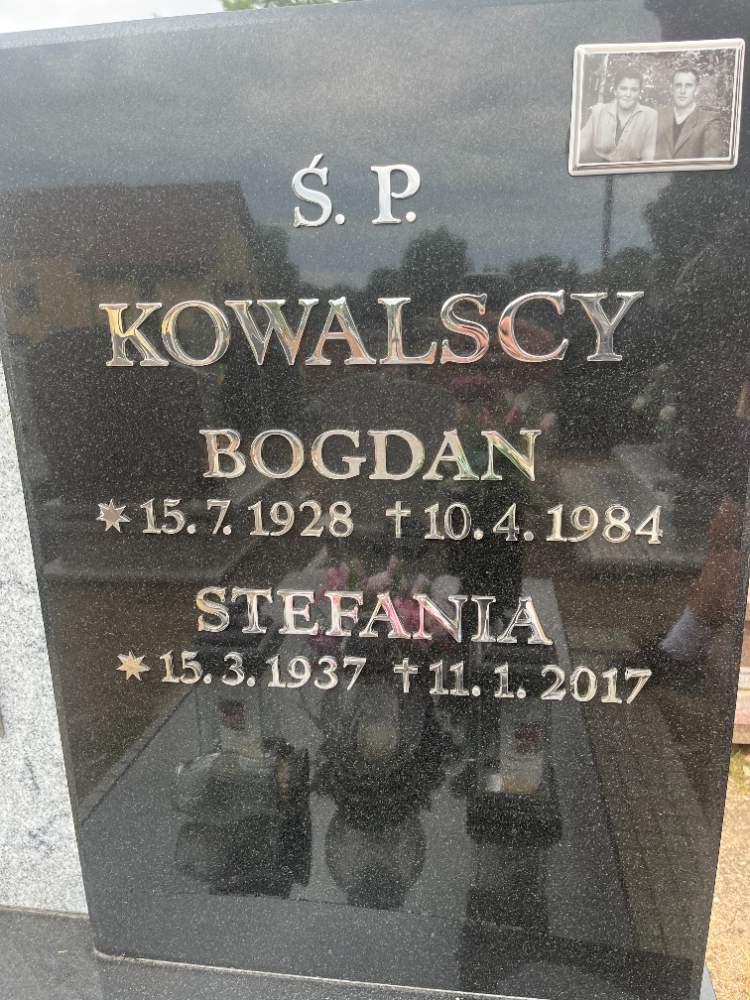 Ś. P.
KOWALSCY
BOGDAN
* 15. 7. 1928 † 10. 4. 1984
STEFANIA
* 15. 3. 1937 † 11. 1. 2017